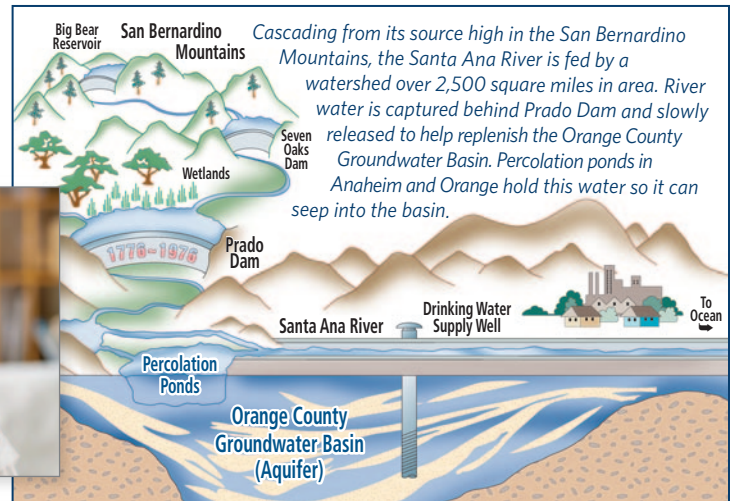 Big Bear
Reservoir
San Bernardino
Mountains
Cascading from its source high in the San Bernardino
Mountains, the Santa Ana River is fed by a
watershed over 2,500 square miles in area. River
water is captured behind Prado Dam and slowly
released to help replenish the Orange County
Groundwater Basin. Percolation ponds in
Anaheim and Orange hold this water so it can
seep into the basin.
Seven
Oaks
Dam
Wetlands
1776-1976
Prado
Dam
Santa Ana River
Drinking Water
Supply Well
To
Ocean
Percolation
Ponds
Orange County
Groundwater Basin
(Aquifer)